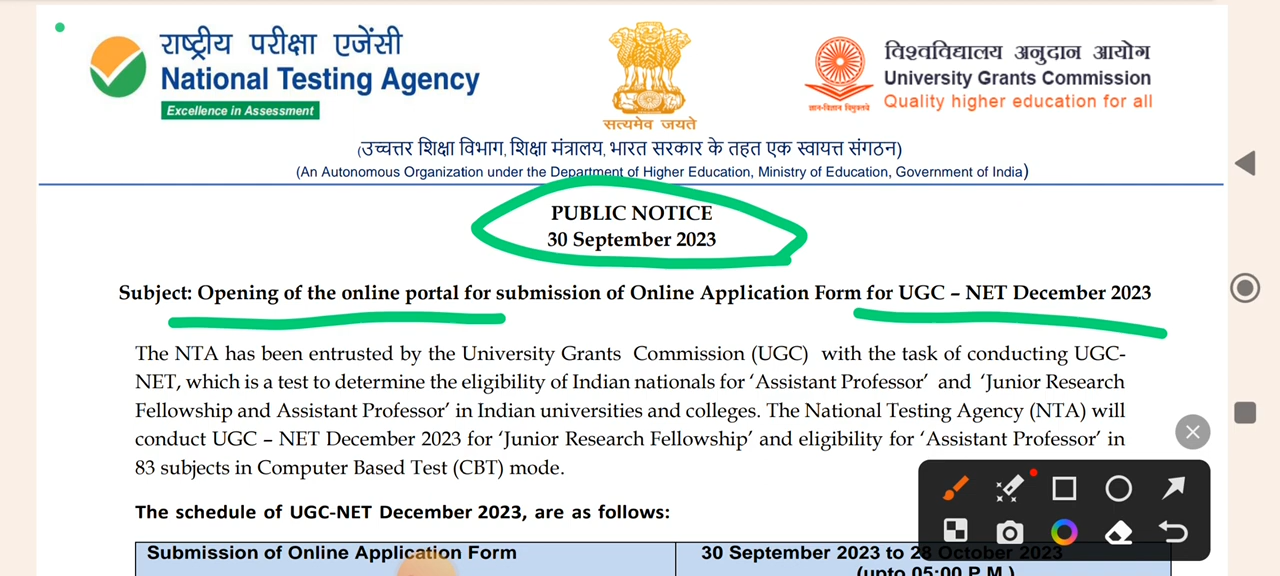 राष्ट्रीय परीक्षा एजेंसी
National Testing Agency
Excellence in Assessment
सत्यमेव जयते
विश्वविद्यालय अनुदान आयोग
University Grants Commission
Quality higher education for all
ज्ञान-विज्ञान विमुक्तये
(उच्चत्तर शिक्षा विभाग, शिक्षा मंत्रालय, भारत सरकार के तहत एक स्वायत्त संगठन)
(An Autonomous Organization under the Department of Higher Education, Ministry of Education, Government of India)
PUBLIC NOTICE
30 September 2023
Subject: Opening of the online portal for submission of Online Application Form for UGC – NET December 2023
The NTA has been entrusted by the University Grants Commission (UGC) with the task of conducting UGC-
NET, which is a test to determine the eligibility of Indian nationals for ‘Assistant Professor’ and ‘Junior Research
Fellowship and Assistant Professor’ in Indian universities and colleges. The National Testing Agency (NTA) will
conduct UGC – NET December 2023 for ‘Junior Research Fellowship’ and eligibility for ‘Assistant Professor’ in
83 subjects in Computer Based Test (CBT) mode.
The schedule of UGC-NET December 2023, are as follows:
Submission of Online Application Form
30 September 2023 to 28 October 2023
(upto 05:00 P.M.)